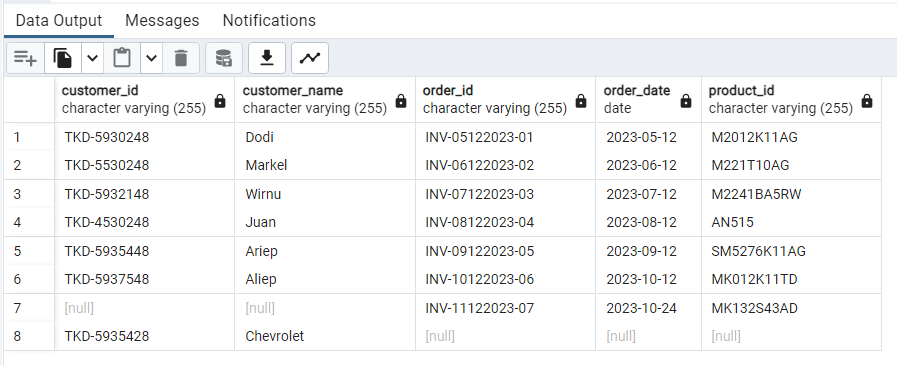 Data Output Messages Notifications
customer_id customer_name order_id order_date product_id
character varying (255) character varying (255) character varying (255) date character varying (255)
1 TKD-5930248 Dodi INV-05122023-01 2023-05-12 M2012K11AG
2 TKD-5530248 Markel INV-06122023-02 2023-06-12 M221T10AG
3 TKD-5932148 Wirnu INV-07122023-03 2023-07-12 M2241BA5RW
4 TKD-4530248 Juan INV-08122023-04 2023-08-12 AN515
5 TKD-5935448 Ariep INV-09122023-05 2023-09-12 SM5276K11AG
6 TKD-5937548 Aliep INV-10122023-06 2023-10-12 MK012K11TD
7 [null] [null] INV-11122023-07 2023-10-24 MK132S43AD
8 TKD-5935428 Chevrolet [null] [null] [null]